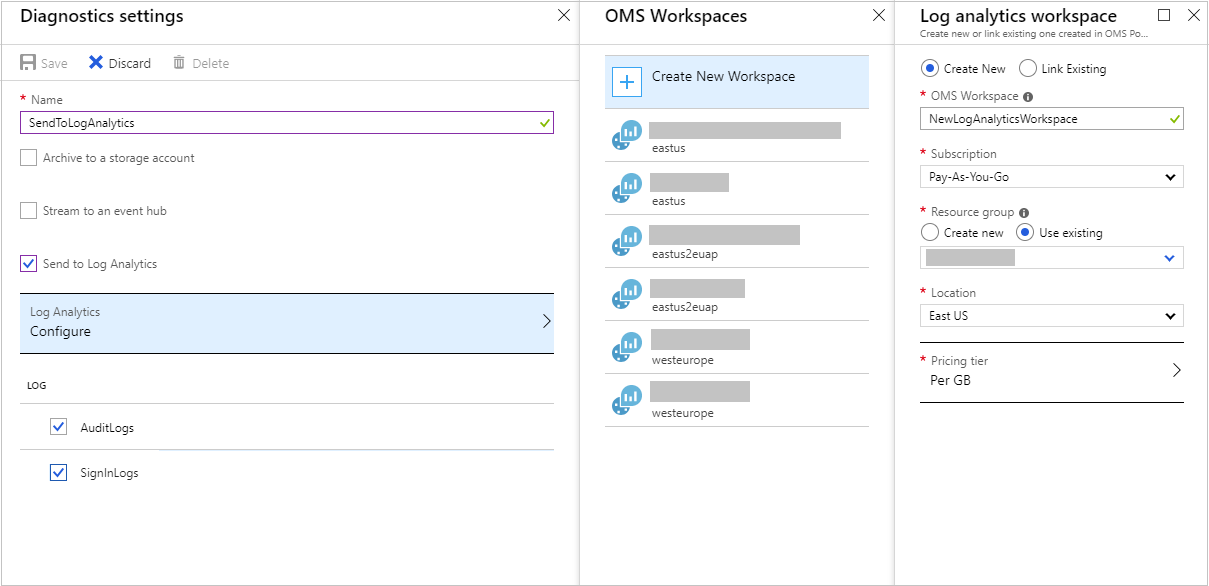 Diagnostics settings
Save
Discard
Delete
* Name
SendToLogAnalytics
Archive to a storage account
Stream to an event hub
Send to Log Analytics
Log Analytics
Configure
LOG
AuditLogs
SignInLogs
OMS Workspaces
Create New Workspace
eastus
eastus
eastus2euap
eastus2euap
westeurope
westeurope
Log analytics workspace
Create new or link existing one created in OMS Po...
Create New Link Existing
* OMS Workspace
NewLogAnalyticsWorkspace
* Subscription
Pay-As-You-Go
* Resource group
Create new Use existing
* Location
East US
* Pricing tier
Per GB